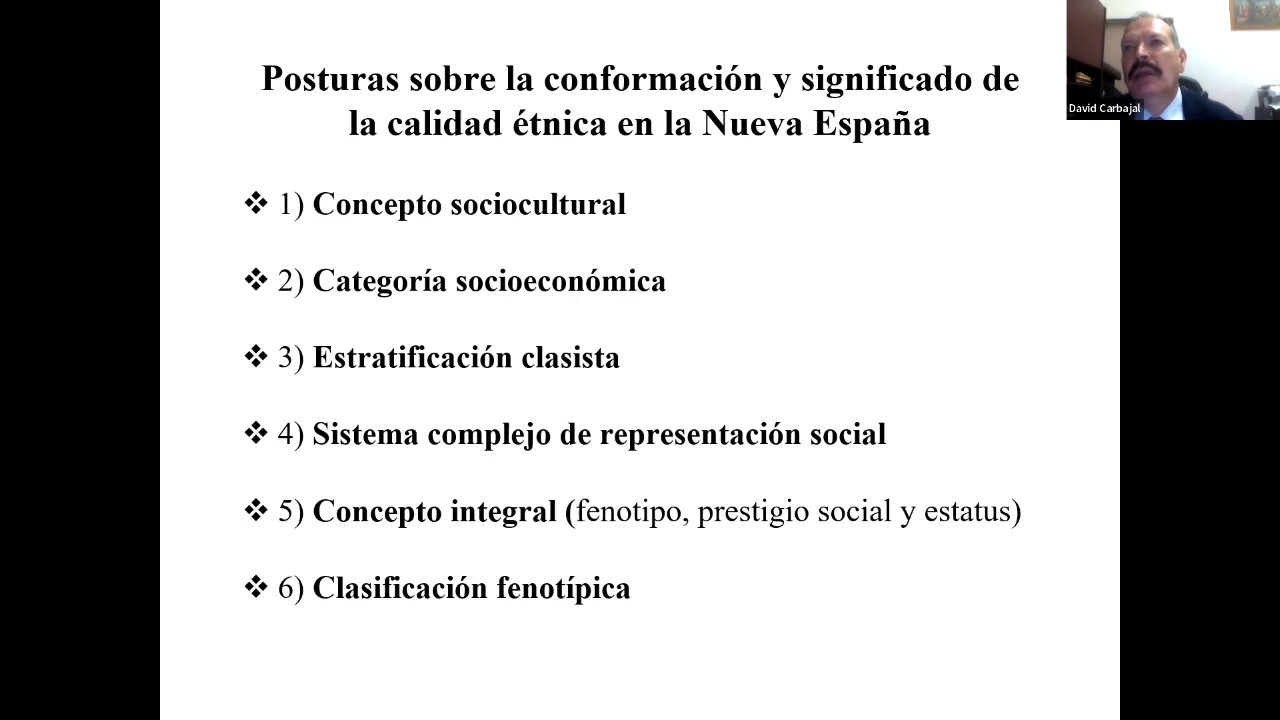 Posturas sobre la conformación y significado de
la calidad étnica en la Nueva España
David Carbajal
❖ 1) Concepto sociocultural
❖ 2) Categoría socioeconómica
❖ 3) Estratificación clasista
❖ 4) Sistema complejo de representación social
❖ 5) Concepto integral (fenotipo, prestigio social y estatus)
❖ 6) Clasificación fenotípica